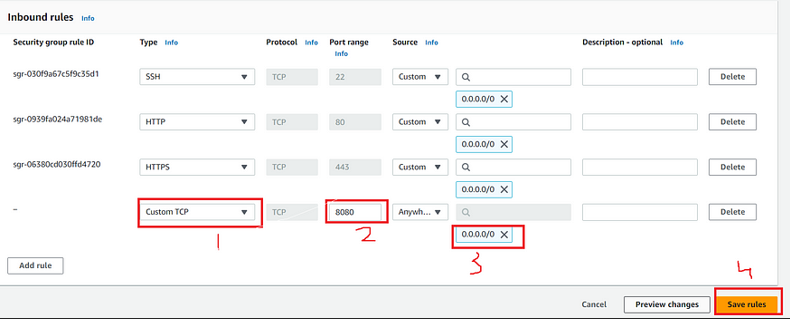 Inbound rules Info
Security group rule ID Type Info Protocol Info Port range Info Source Info Description - optional Info
sgr-030f9a67c5f9c35d1 SSH TCP 22 Custom Delete
0.0.0.0/0
sgr-0939fa024a71981de HTTP TCP 80 Custom Delete
0.0.0.0/0
sgr-06380cd030ffd4720 HTTPS TCP 443 Custom Delete
0.0.0.0/0
– Custom TCP TCP 8080 Anywh... Delete
0.0.0.0/0
1 2 3
Add rule
4
Cancel Preview changes Save rules